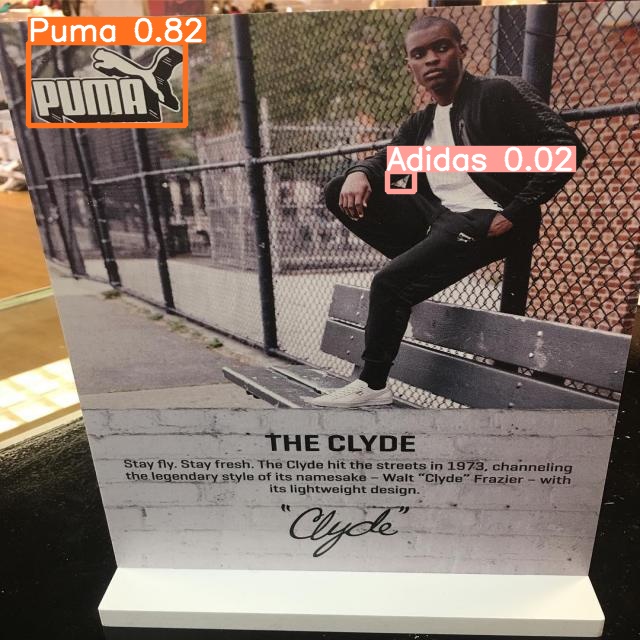 Puma 0.82
PUMA
Adidas 0.02
THE CLYDE
Stay fly. Stay fresh. The Clyde hit the streets in 1973, channeling
the legendary style of its namesake – Walt “Clyde” Frazier – with
its lightweight design.
“Clyde”